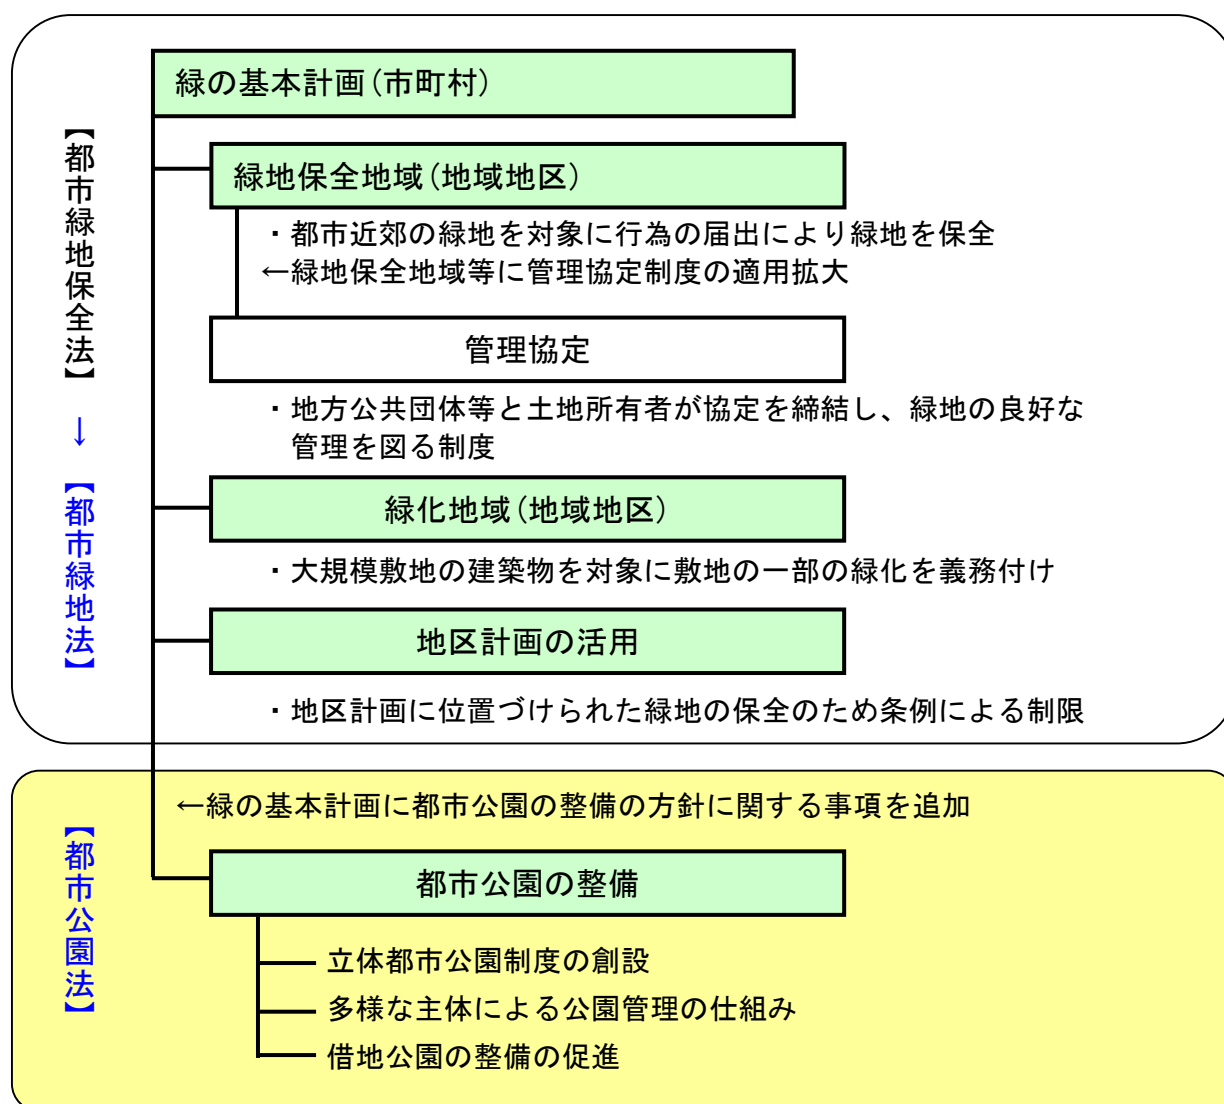 緑の基本計画(市町村)
緑地保全地域(地域地区)
・都市近郊の緑地を対象に行為の届出により緑地を保全
←緑地保全地域等に管理協定制度の適用拡大
管理協定
・地方公共団体等と土地所有者が協定を締結し、緑地の良好な
管理を図る制度
緑化地域(地域地区)
・大規模敷地の建築物を対象に敷地の一部の緑化を義務付け
地区計画の活用
・地区計画に位置づけられた緑地の保全のため条例による制限
【都市緑地保全法】
↓
【都市緑地法】
←緑の基本計画に都市公園の整備の方針に関する事項を追加
【都市公園法】
都市公園の整備
立体都市公園制度の創設
多様な主体による公園管理の仕組み
借地公園の整備の促進